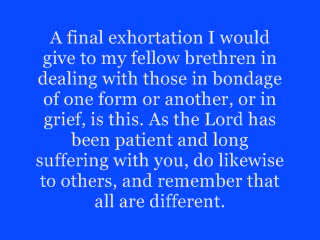 A final exhortation I would
give to my fellow brethren in
dealing with those in bondage
of one form or another, or in
grief, is this. As the Lord has
been patient and long
suffering with you, do likewise
to others, and remember that
all are different.